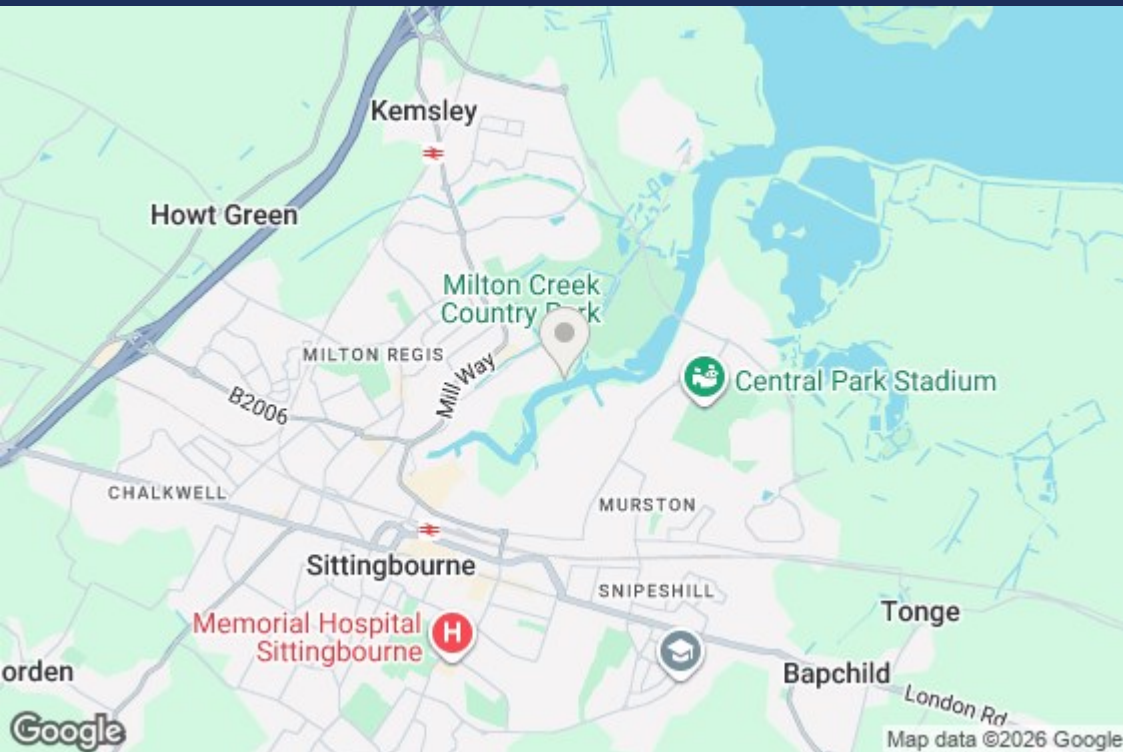 Kemsley
Howt Green
Milton Creek
Country Park
MILTON REGIS
Mill Way
Central Park Stadium
B2006
CHALKWELL
MURSTON
Sittingbourne
SNIPESHILL
Tonge
Memorial Hospital
Sittingbourne
H
orden
Bapchild
London Rd
Google
Map data ©2026 Google